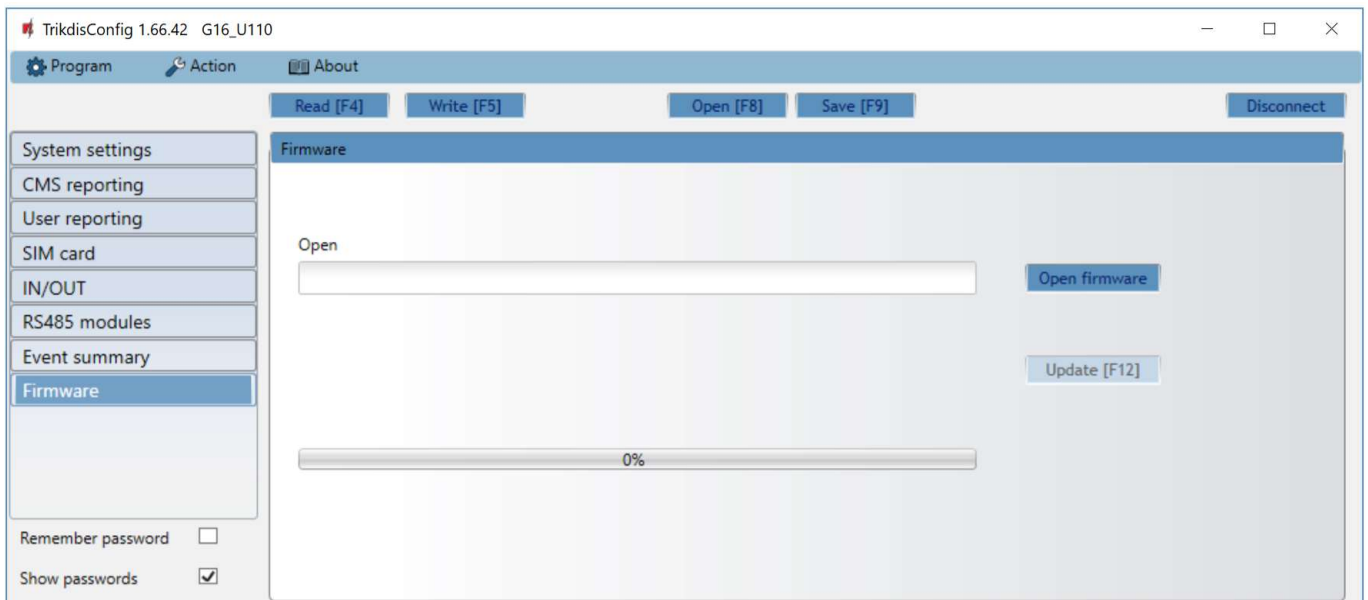 TrikdisConfig 1.66.42 G16_U110
Program Action About
Read [F4] Write [F5] Open [F8] Save [F9] Disconnect
System settings
CMS reporting
User reporting
SIM card
IN/OUT
RS485 modules
Event summary
Firmware
Remember password
Show passwords
Firmware
Open
Open firmware
Update [F12]
0%